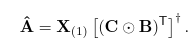 Â = X₍₁₎ [(C ⊙ B)ᵀ]† .